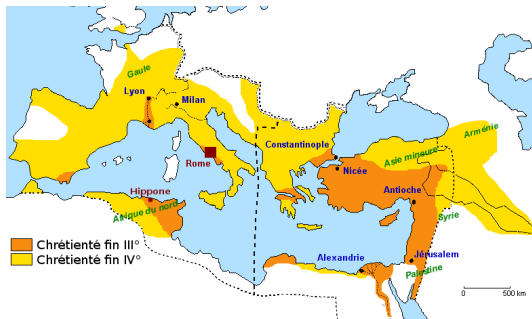 Gaule
Lyon
Milan
Arménie
Constantinople
Asie mineure
Rome
Nicée
Hippone
Antioche
Afrique du nord
Syrie
Chrétienté fin III°
Chrétienté fin IV°
Alexandrie
Jérusalem
Palestine
500 km